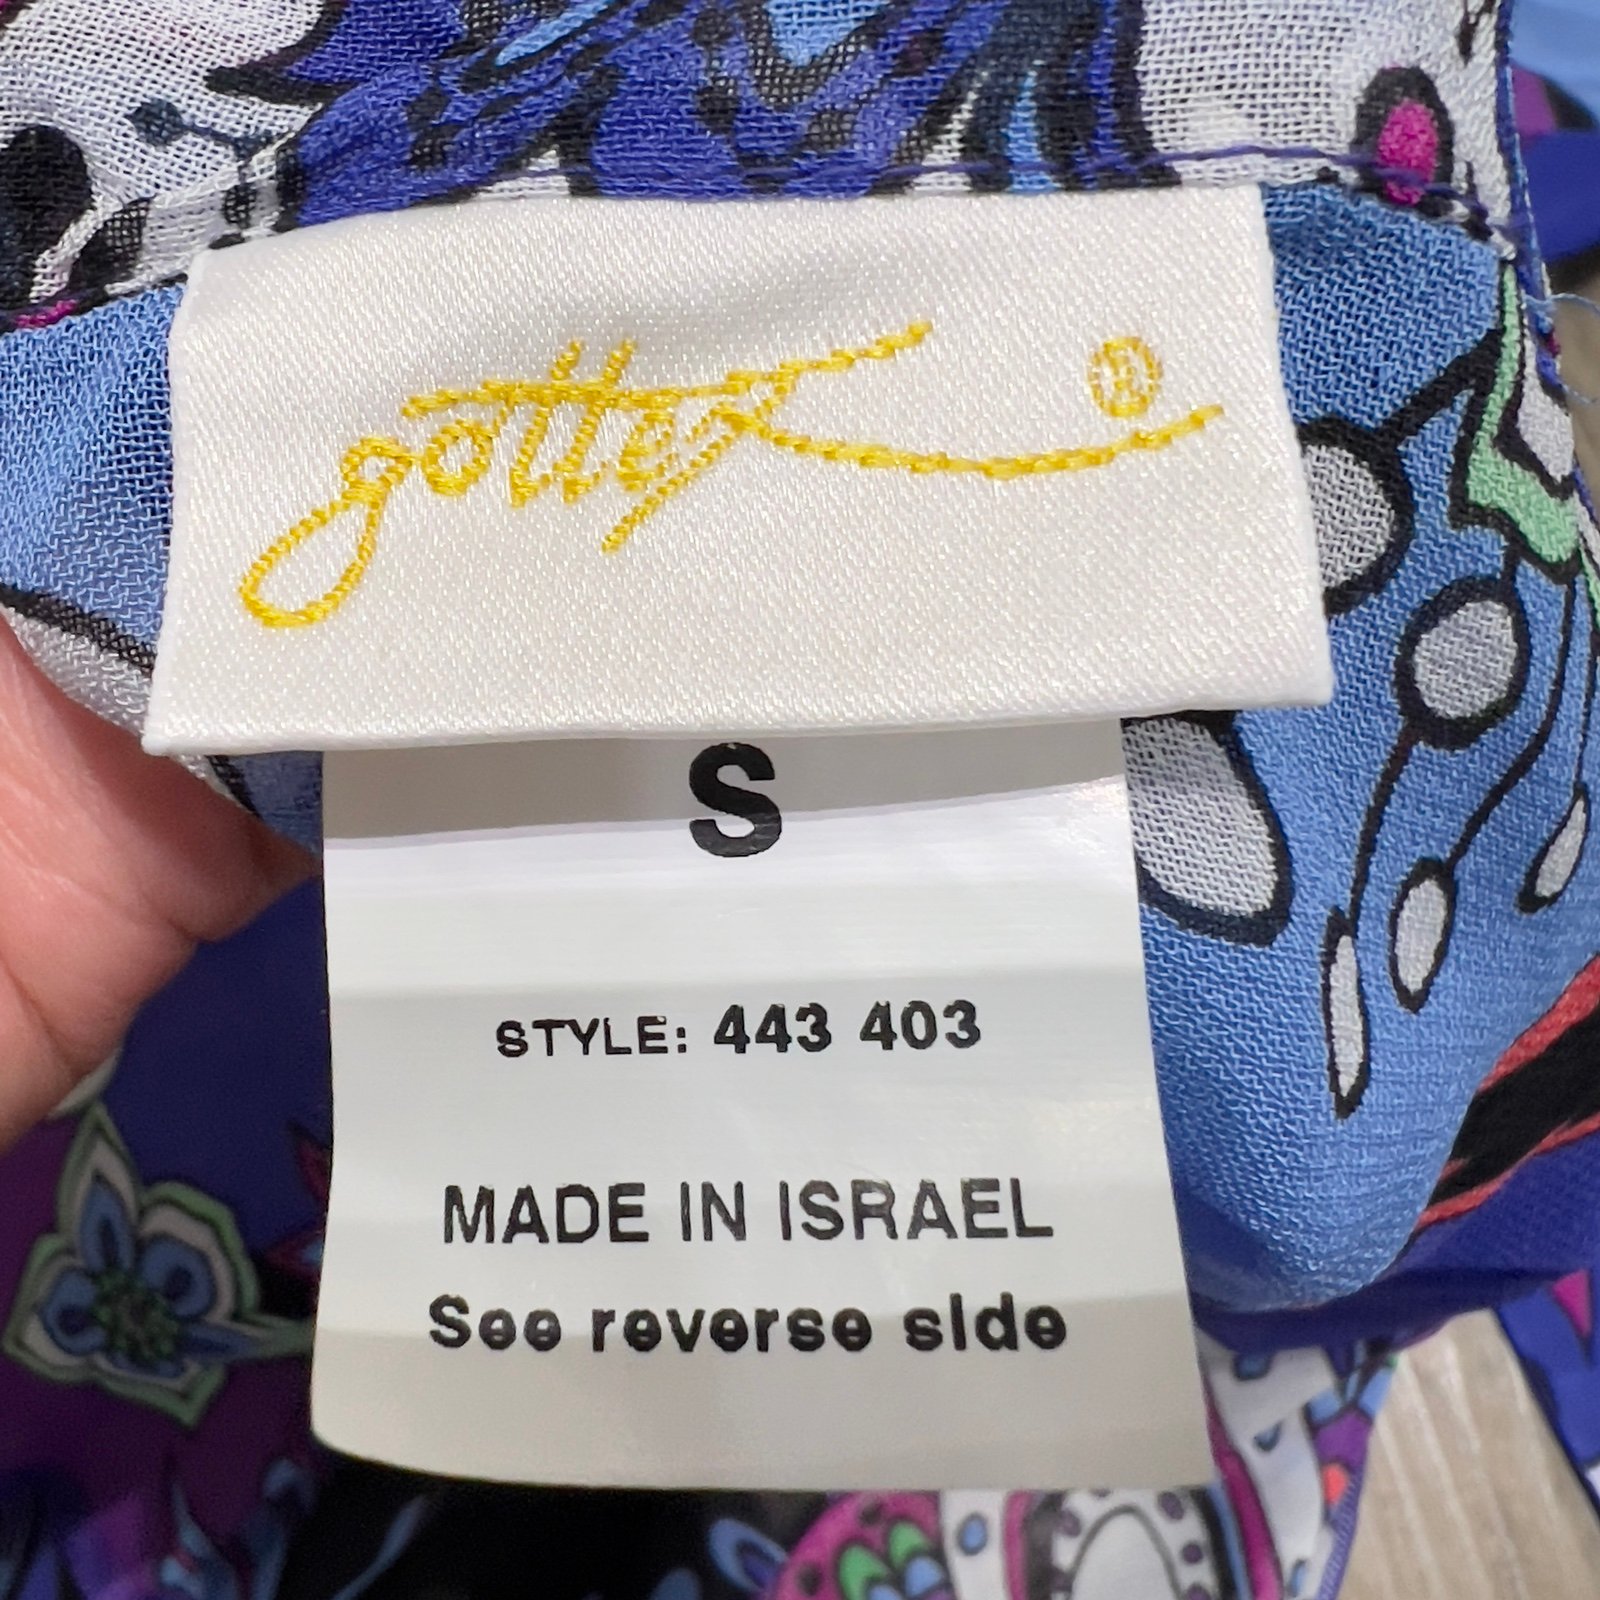 gottex ®
S
STYLE: 443 403
MADE IN ISRAEL
See reverse side